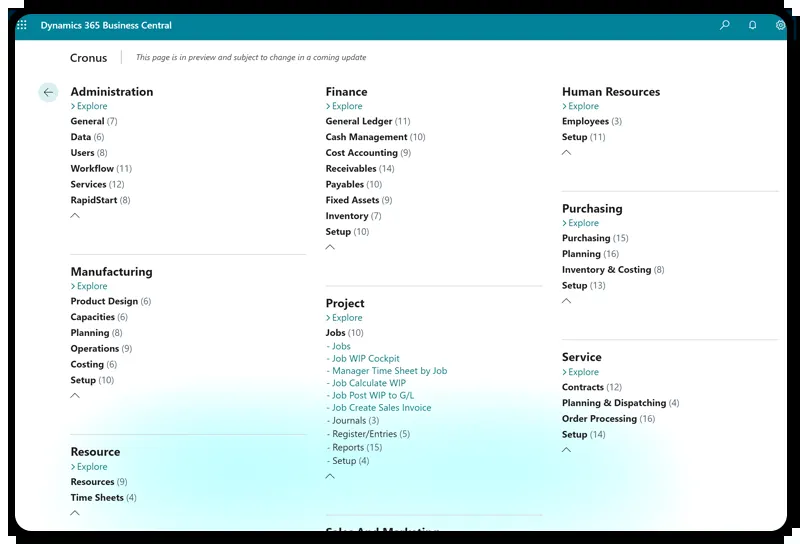 Dynamics 365 Business Central
Cronus
This page is in preview and subject to change in a coming update
Administration
Explore
General (7)
Data (6)
Users (8)
Workflow (11)
Services (12)
RapidStart (8)
Manufacturing
Explore
Product Design (6)
Capacities (6)
Planning (8)
Operations (9)
Costing (6)
Setup (10)
Resource
Explore
Resources (9)
Time Sheets (4)
Finance
Explore
General Ledger (11)
Cash Management (10)
Cost Accounting (9)
Receivables (14)
Payables (10)
Fixed Assets (9)
Inventory (7)
Setup (10)
Project
Explore
Jobs (10)
- Jobs
- Job WIP Cockpit
- Manager Time Sheet by Job
- Job Calculate WIP
- Job Post WIP to G/L
- Job Create Sales Invoice
- Journals (3)
- Register/Entries (5)
- Reports (15)
- Setup (4)
Sales And Marketing
Human Resources
Explore
Employees (3)
Setup (11)
Purchasing
Explore
Purchasing (15)
Planning (16)
Inventory & Costing (8)
Setup (13)
Service
Explore
Contracts (12)
Planning & Dispatching (4)
Order Processing (16)
Setup (14)